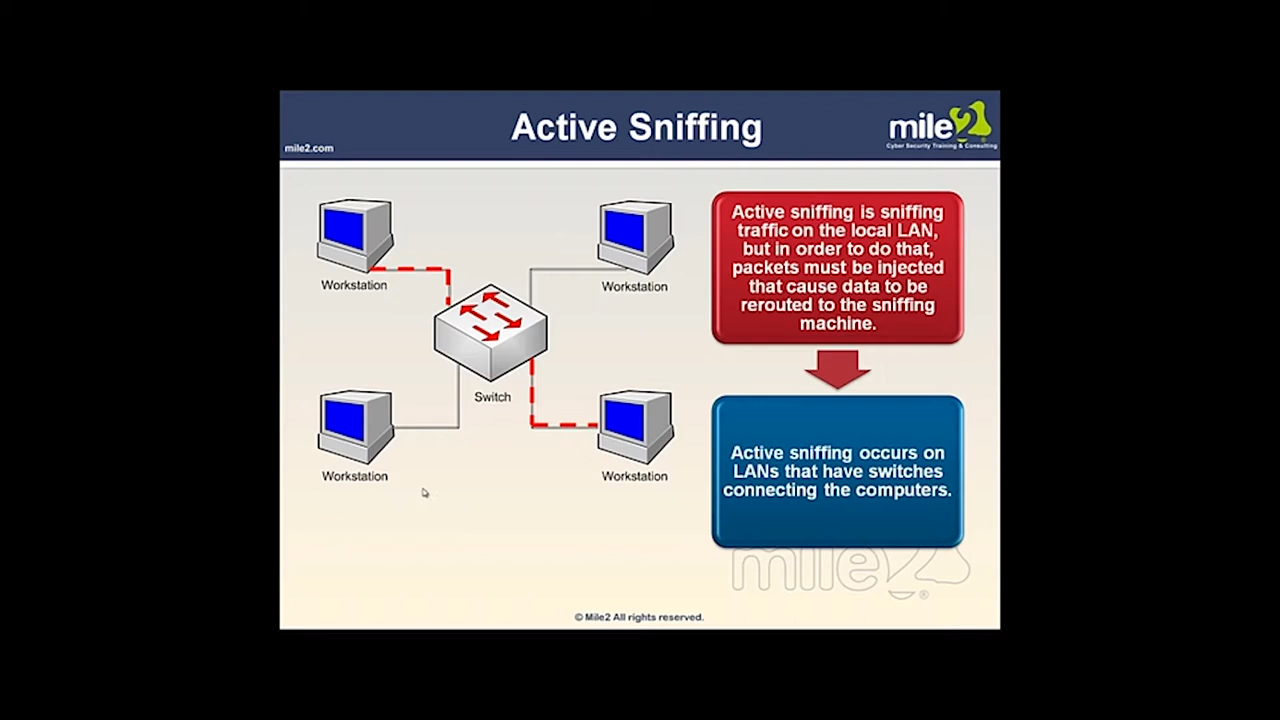 Active Sniffing
mile2.com
mile2
Cyber Security Training & Consulting
Workstation
Workstation
Switch
Workstation
Workstation
Active sniffing is sniffing
traffic on the local LAN,
but in order to do that,
packets must be injected
that cause data to be
rerouted to the sniffing
machine.
Active sniffing occurs on
LANs that have switches
connecting the computers.
mile2®
© Mile2 All rights reserved.